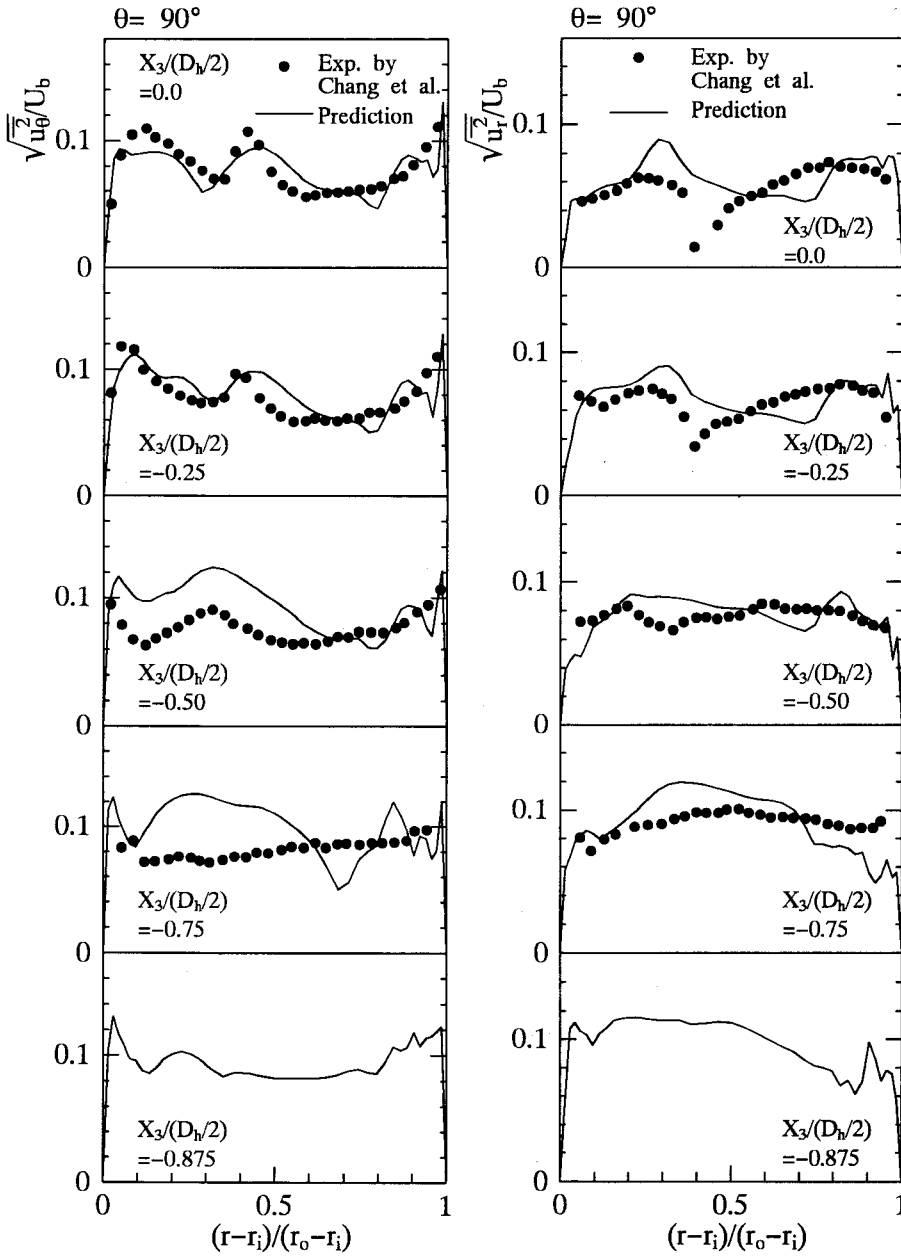 θ= 90°
√u̅θ²/U_b
X₃/(D_h/2)
=0.0
● Exp. by
Chang et al.
— Prediction
0.1
0
0.1
X₃/(D_h/2)
=−0.25
0
0.1
X₃/(D_h/2)
=−0.50
0
0.1
X₃/(D_h/2)
=−0.75
0
0.1
X₃/(D_h/2)
=−0.875
0
0 0.5 1
(r−r_i)/(r_o−r_i)
θ= 90°
√u̅r²/U_b
● Exp. by
Chang et al.
— Prediction
0.1
X₃/(D_h/2)
=0.0
0
0.1
X₃/(D_h/2)
=−0.25
0
0.1
X₃/(D_h/2)
=−0.50
0
0.1
X₃/(D_h/2)
=−0.75
0
0.1
X₃/(D_h/2)
=−0.875
0
0 0.5 1
(r−r_i)/(r_o−r_i)